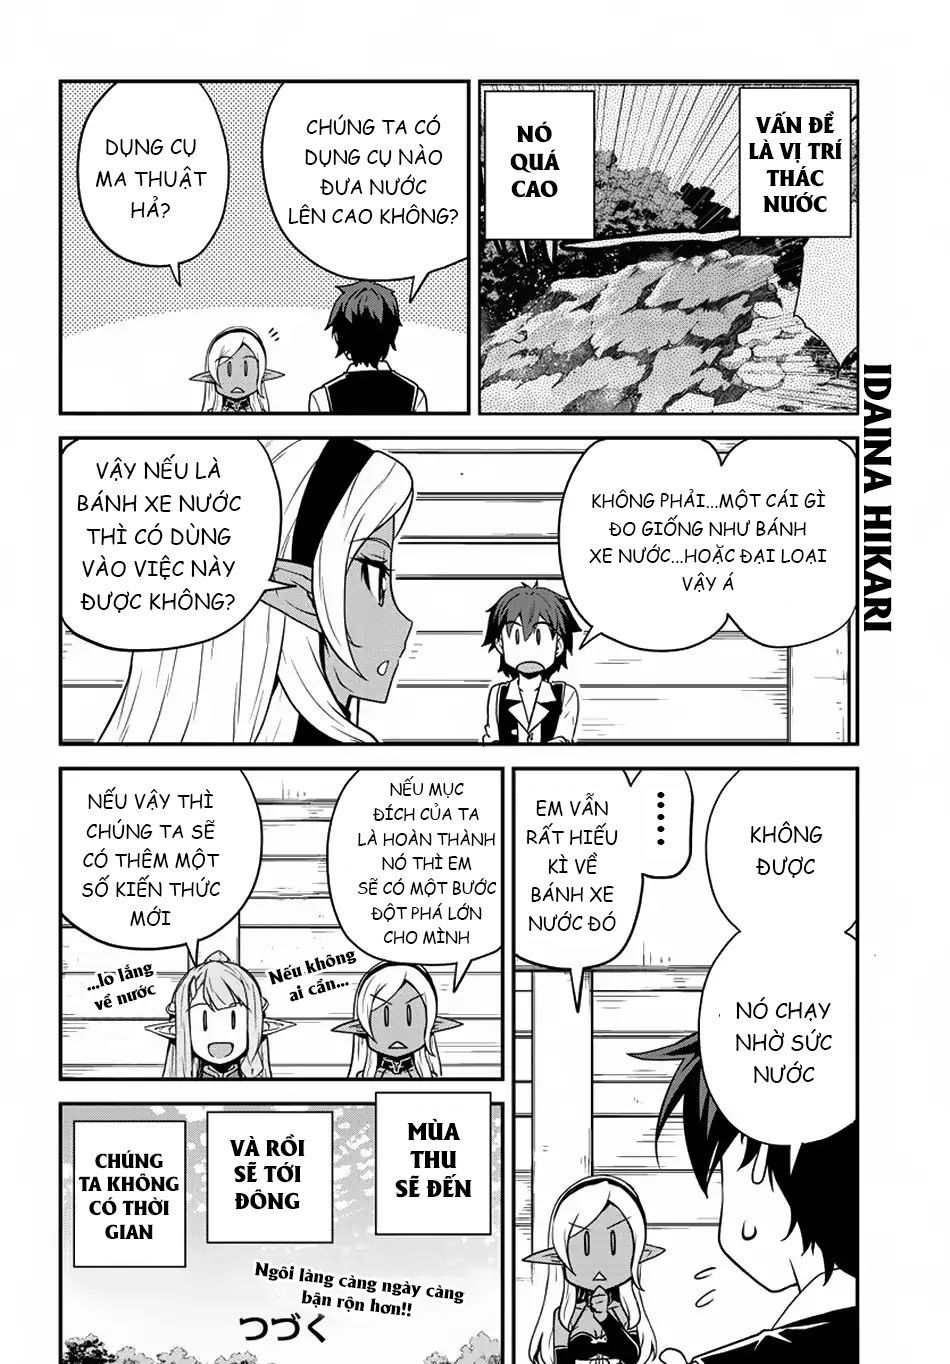 VẤN ĐỀ
LÀ VỊ TRÍ
THÁC
NƯỚC
NÓ
QUÁ
CAO
CHÚNG TA CÓ
DỤNG CỤ NÀO
ĐƯA NƯỚC
LÊN CAO KHÔNG?
DỤNG CỤ
MA THUẬT
HẢ?
IDAINA HIKARI
KHÔNG PHẢI...MỘT CÁI GÌ
ĐO GIỐNG NHƯ BÁNH
XE NƯỚC...HOẶC ĐẠI LOẠI
VẬY Á
VẬY NẾU LÀ
BÁNH XE NƯỚC
THÌ CÓ DÙNG
VÀO VIỆC NÀY
ĐƯỢC KHÔNG?
KHÔNG
ĐƯỢC
NÓ CHẠY
NHỜ SỨC
NƯỚC
.....
EM VẪN
RẤT HIẾU
KÌ VỀ
BÁNH XE
NƯỚC ĐÓ
NẾU MỤC
ĐÍCH CỦA TA
LÀ HOÀN THÀNH
NÓ THÌ EM
SẼ CÓ MỘT BƯỚC
ĐỘT PHÁ LỚN
CHO MÌNH
Nếu không
ai cần...
NẾU VẬY THÌ
CHÚNG TA SẼ
CÓ THÊM MỘT
SỐ KIẾN THỨC
MỚI
...lo lắng
về nước
MÙA
THU
SẼ ĐẾN
VÀ RỒI
SẼ TỚI
ĐÔNG
CHÚNG
TA KHÔNG
CÓ THỜI
GIAN
Ngôi làng càng ngày càng
bận rộn hơn!!
つづく